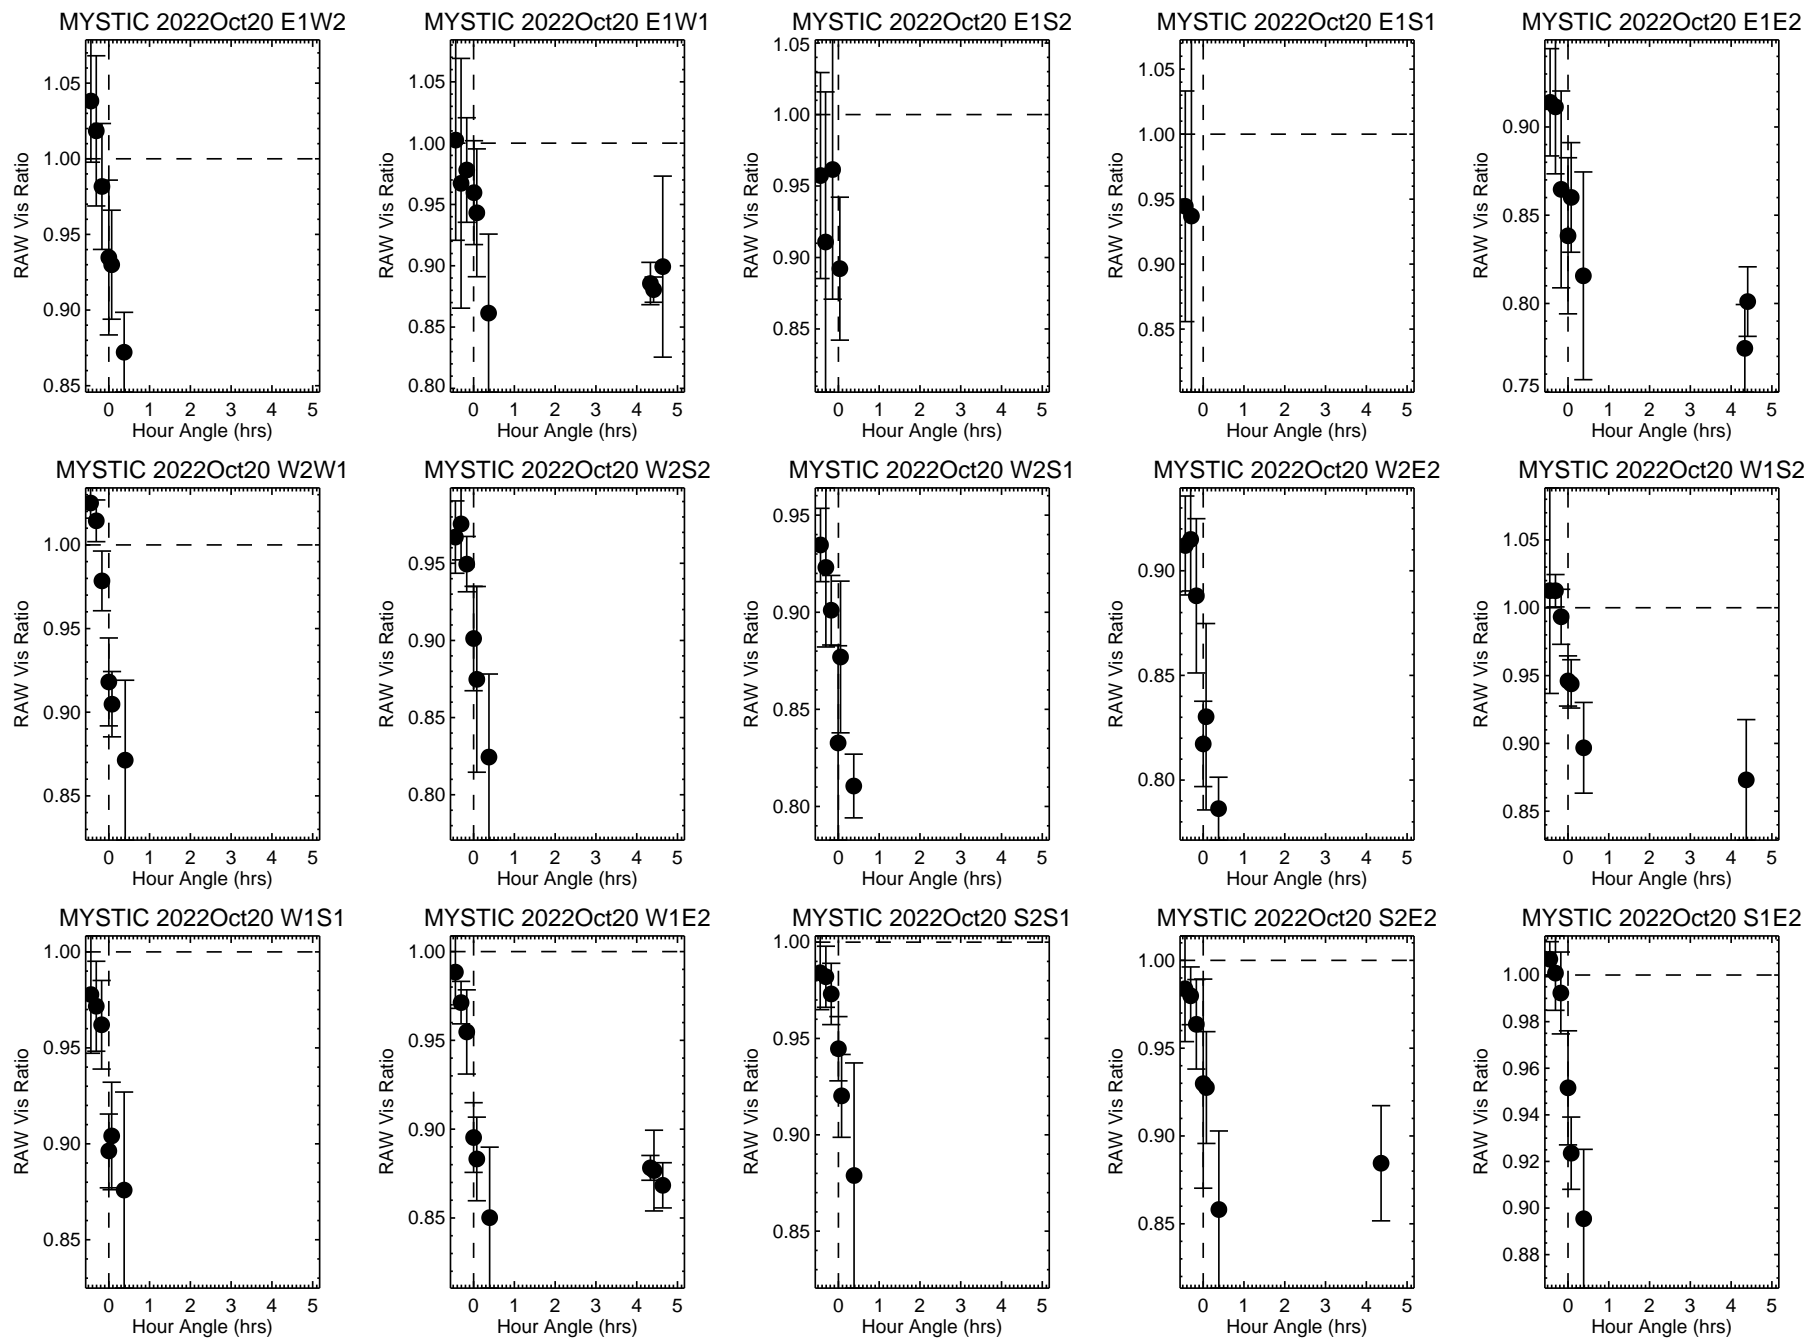 MYSTIC 2022Oct20 E1W2
RAW Vis Ratio
1.05
1.00
0.95
0.90
0.85
0 1 2 3 4 5
Hour Angle (hrs)
MYSTIC 2022Oct20 E1W1
RAW Vis Ratio
1.05
1.00
0.95
0.90
0.85
0.80
0 1 2 3 4 5
Hour Angle (hrs)
MYSTIC 2022Oct20 E1S2
RAW Vis Ratio
1.05
1.00
0.95
0.90
0.85
0 1 2 3 4 5
Hour Angle (hrs)
MYSTIC 2022Oct20 E1S1
RAW Vis Ratio
1.05
1.00
0.95
0.90
0.85
0 1 2 3 4 5
Hour Angle (hrs)
MYSTIC 2022Oct20 E1E2
RAW Vis Ratio
0.90
0.85
0.80
0.75
0 1 2 3 4 5
Hour Angle (hrs)
MYSTIC 2022Oct20 W2W1
RAW Vis Ratio
1.00
0.95
0.90
0.85
0 1 2 3 4 5
Hour Angle (hrs)
MYSTIC 2022Oct20 W2S2
RAW Vis Ratio
0.95
0.90
0.85
0.80
0 1 2 3 4 5
Hour Angle (hrs)
MYSTIC 2022Oct20 W2S1
RAW Vis Ratio
0.95
0.90
0.85
0.80
0 1 2 3 4 5
Hour Angle (hrs)
MYSTIC 2022Oct20 W2E2
RAW Vis Ratio
0.90
0.85
0.80
0 1 2 3 4 5
Hour Angle (hrs)
MYSTIC 2022Oct20 W1S2
RAW Vis Ratio
1.05
1.00
0.95
0.90
0.85
0 1 2 3 4 5
Hour Angle (hrs)
MYSTIC 2022Oct20 W1S1
RAW Vis Ratio
1.00
0.95
0.90
0.85
0 1 2 3 4 5
Hour Angle (hrs)
MYSTIC 2022Oct20 W1E2
RAW Vis Ratio
1.00
0.95
0.90
0.85
0 1 2 3 4 5
Hour Angle (hrs)
MYSTIC 2022Oct20 S2S1
RAW Vis Ratio
1.00
0.95
0.90
0.85
0 1 2 3 4 5
Hour Angle (hrs)
MYSTIC 2022Oct20 S2E2
RAW Vis Ratio
1.00
0.95
0.90
0.85
0 1 2 3 4 5
Hour Angle (hrs)
MYSTIC 2022Oct20 S1E2
RAW Vis Ratio
1.00
0.98
0.96
0.94
0.92
0.90
0.88
0 1 2 3 4 5
Hour Angle (hrs)